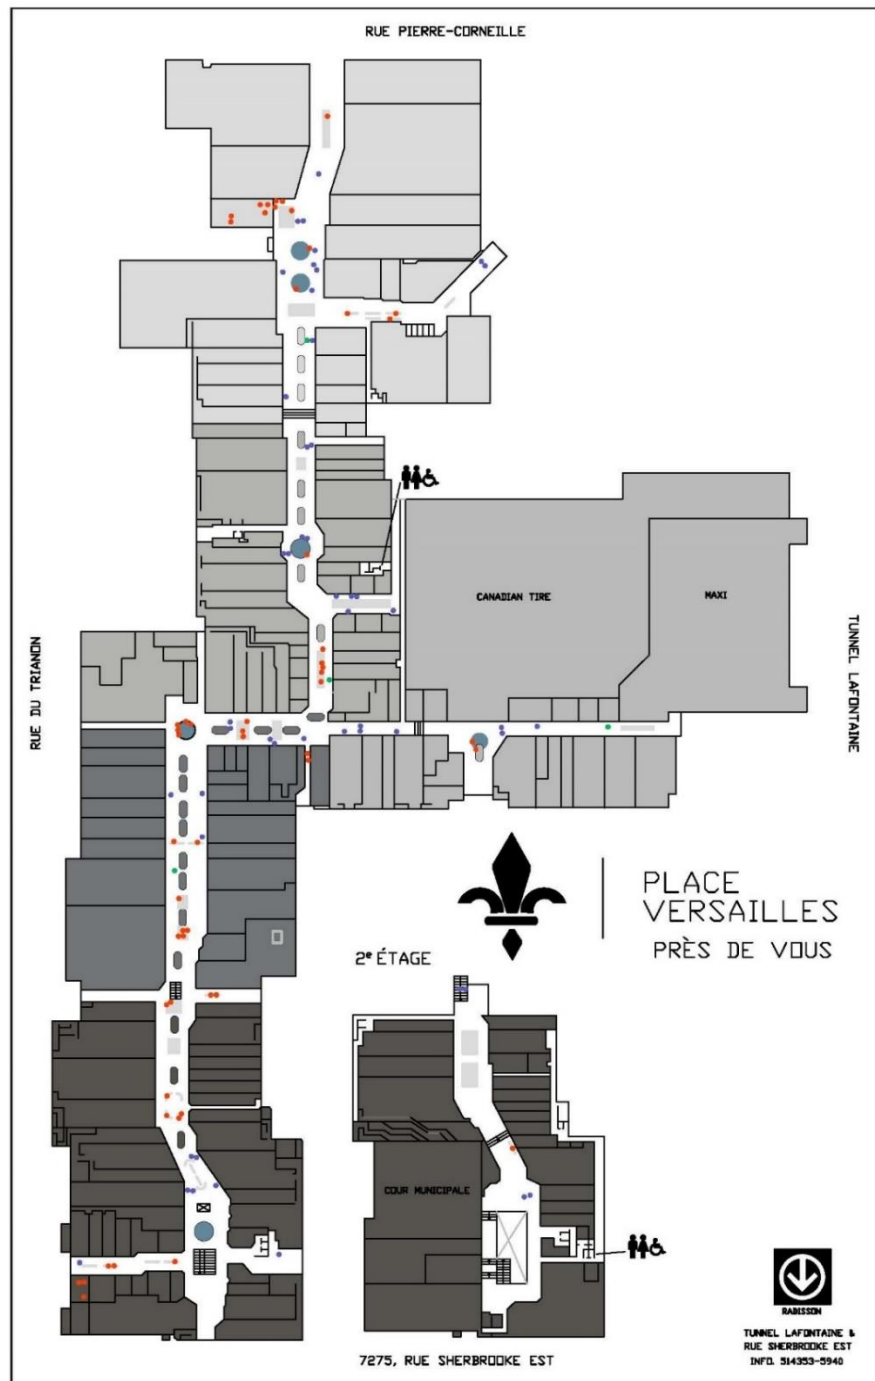 RUE PIERRE-CORNEILLE
CANADIAN TIRE
MAXI
RUE DU TRIANON
TUNNEL LAFONTAINE
PLACE
VERSAILLES
PRÈS DE VOUS
2e ÉTAGE
COUR MUNICIPALE
7275, RUE SHERBROOKE EST
RADISSON
TUNNEL LAFONTAINE &
RUE SHERBROOKE EST
INFO. 514353-5940